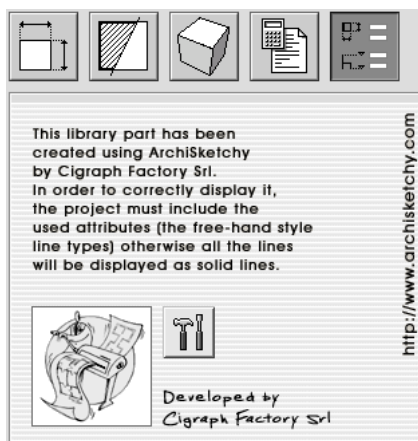 This library part has been
created using ArchiSketchy
by Cigraph Factory Srl.
In order to correctly display it,
the project must include the
used attributes (the free-hand style
line types) otherwise all the lines
will be displayed as solid lines.
http://www.archisketchy.com
Developed by
Cigraph Factory Srl